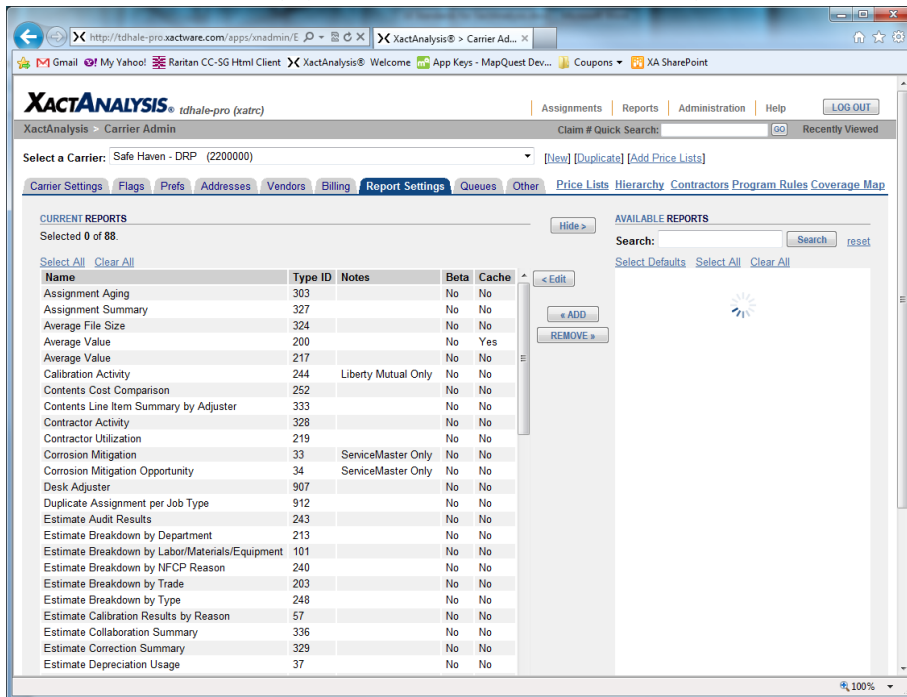 http://tdhale-pro.xactware.com/apps/xnadmin/E
XactAnalysis® > Carrier Ad...
Gmail My Yahoo! Raritan CC-SG Html Client XactAnalysis® Welcome App Keys - MapQuest Dev... Coupons XA SharePoint
XACTANALYSIS® tdhale-pro (xatrc)
Assignments Reports Administration Help LOG OUT
XactAnalysis > Carrier Admin Claim # Quick Search: GO Recently Viewed
Select a Carrier: Safe Haven - DRP (2200000) [New] [Duplicate] [Add Price Lists]
Carrier Settings Flags Prefs Addresses Vendors Billing Report Settings Queues Other Price Lists Hierarchy Contractors Program Rules Coverage Map
CURRENT REPORTS Hide > AVAILABLE REPORTS
Selected 0 of 88. Search: Search reset
Select All Clear All Select Defaults Select All Clear All
Name Type ID Notes Beta Cache < Edit
Assignment Aging 303 No No
Assignment Summary 327 No No
« ADD
Average File Size 324 No No
Average Value 200 No Yes
REMOVE »
Average Value 217 No No
Calibration Activity 244 Liberty Mutual Only No No
Contents Cost Comparison 252 No No
Contents Line Item Summary by Adjuster 333 No No
Contractor Activity 328 No No
Contractor Utilization 219 No No
Corrosion Mitigation 33 ServiceMaster Only No No
Corrosion Mitigation Opportunity 34 ServiceMaster Only No No
Desk Adjuster 907 No No
Duplicate Assignment per Job Type 912 No No
Estimate Audit Results 243 No No
Estimate Breakdown by Department 213 No No
Estimate Breakdown by Labor/Materials/Equipment 101 No No
Estimate Breakdown by NFCP Reason 240 No No
Estimate Breakdown by Trade 203 No No
Estimate Breakdown by Type 248 No No
Estimate Calibration Results by Reason 57 No No
Estimate Collaboration Summary 336 No No
Estimate Correction Summary 329 No No
Estimate Depreciation Usage 37 No No
100%